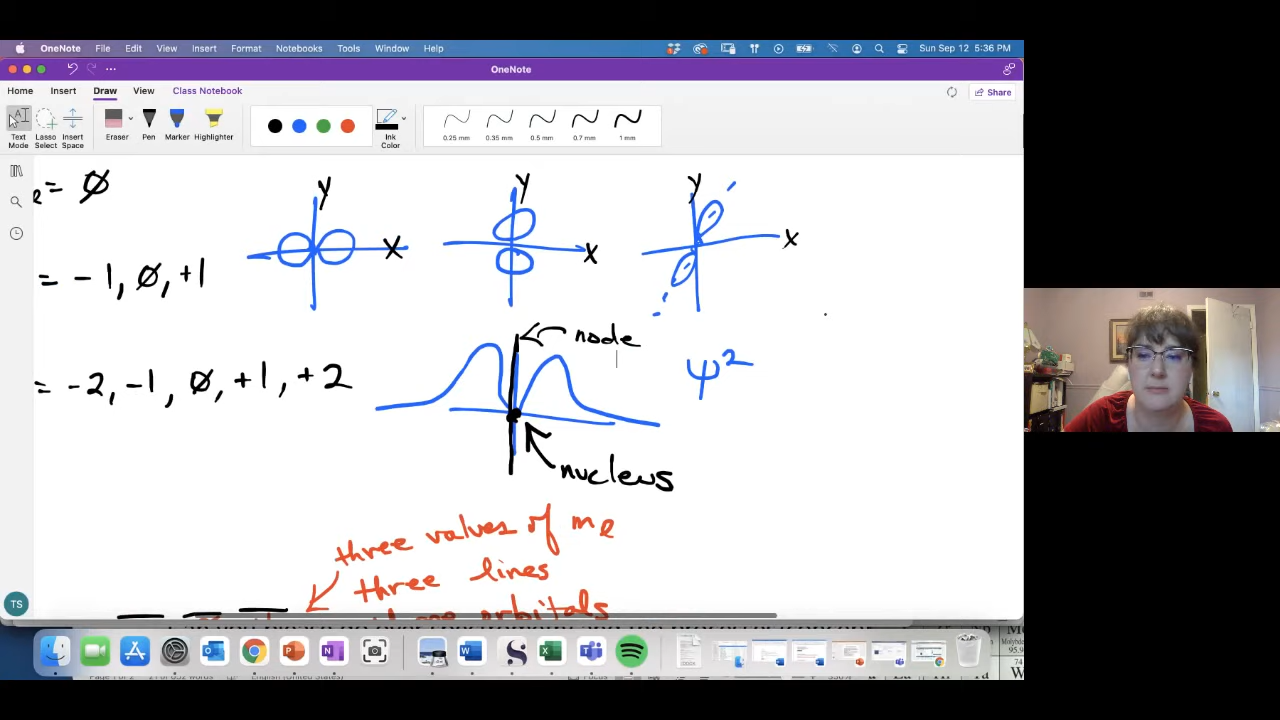 OneNote File Edit View Insert Format Notebooks Tools Window Help Sun Sep 12 5:36 PM
OneNote
Home Insert Draw View Class Notebook Share
Text Mode Lasso Select Insert Space Eraser Pen Marker Highlighter Ink Color 0.25 mm 0.35 mm 0.5 mm 0.7 mm 1 mm
ℓ = ∅
y y y
x x x
= -1, ∅, +1
node
ψ²
= -2, -1, ∅, +1, +2
nucleus
three values of mℓ
three lines
orbitals
TS